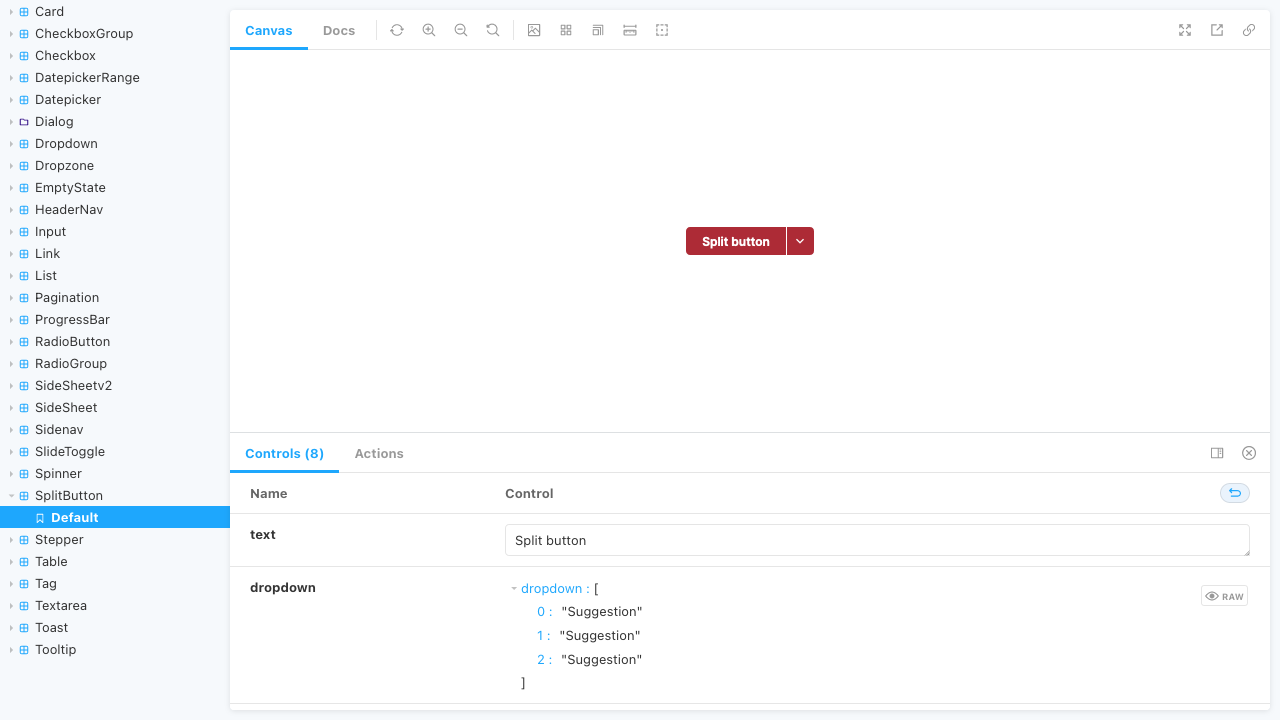 Card
CheckboxGroup
Checkbox
DatepickerRange
Datepicker
Dialog
Dropdown
Dropzone
EmptyState
HeaderNav
Input
Link
List
Pagination
ProgressBar
RadioButton
RadioGroup
SideSheetv2
SideSheet
Sidenav
SlideToggle
Spinner
SplitButton
Default
Stepper
Table
Tag
Textarea
Toast
Tooltip
Canvas Docs
Split button
Controls (8) Actions
Name Control
text Split button
dropdown dropdown : [
0 : "Suggestion"
1 : "Suggestion"
2 : "Suggestion"
]
RAW